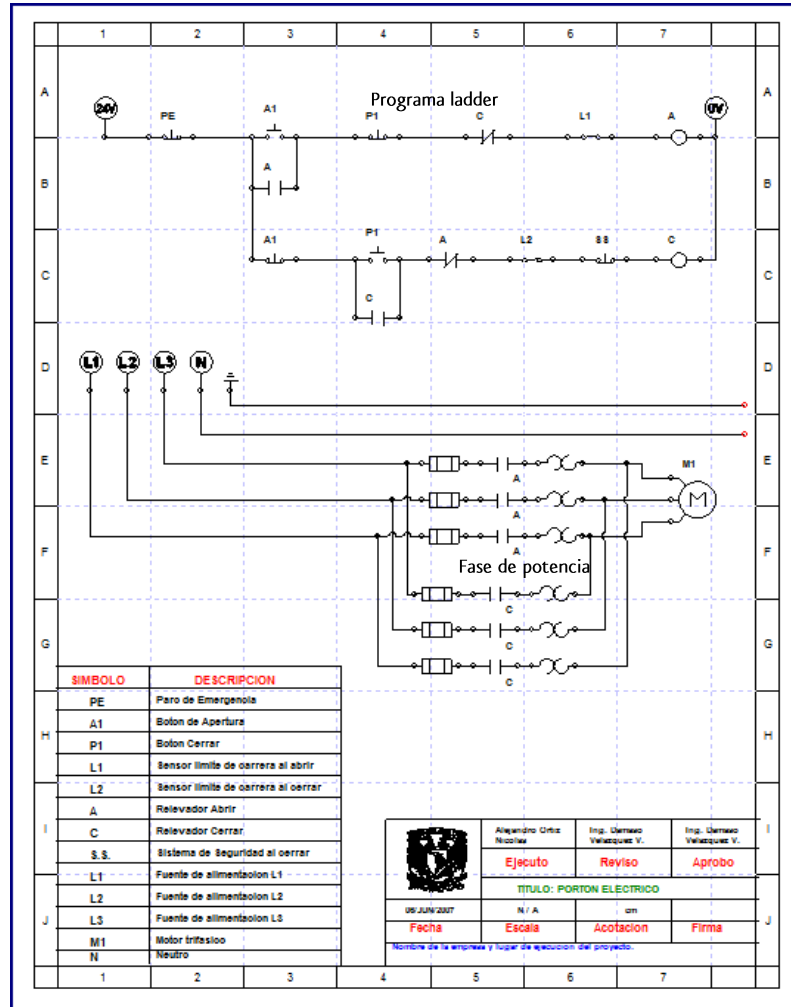 1 2 3 4 5 6 7
A A
B B
C C
D D
E E
F F
G G
H H
I I
J J
1 2 3 4 5 6 7
24V Programa ladder 0V
PE A1 P1 C L1 A
A
A1 P1 A L2 SS C
C
L1 L2 L3 N
M1
M
A
A
A
Fase de potencia
C
C
C
SIMBOLO DESCRIPCION
PE Paro de Emergencia
A1 Boton de Apertura
P1 Boton Cerrar
L1 Sensor limite de carrera al abrir
L2 Sensor limite de carrera al cerrar
A Relevador Abrir
C Relevador Cerrar
S.S. Sistema de Seguridad al cerrar
L1 Fuente de alimentacion L1
L2 Fuente de alimentacion L2
L3 Fuente de alimentacion L3
M1 Motor trifasico
N Neutro
Alejandro Ortiz Nicolas
Ing. Damaso Velazquez V.
Ing. Damaso Velazquez V.
Ejecuto Reviso Aprobo
TITULO: PORTON ELECTRICO
06/JUN/2007 N / A cm
Fecha Escala Acotacion Firma
Nombre de la empresa y lugar de ejecucion del proyecto.